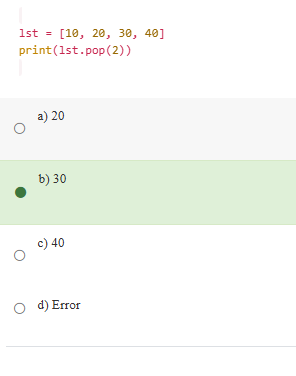 lst = [10, 20, 30, 40]
print(lst.pop(2))
a) 20
b) 30
c) 40
d) Error